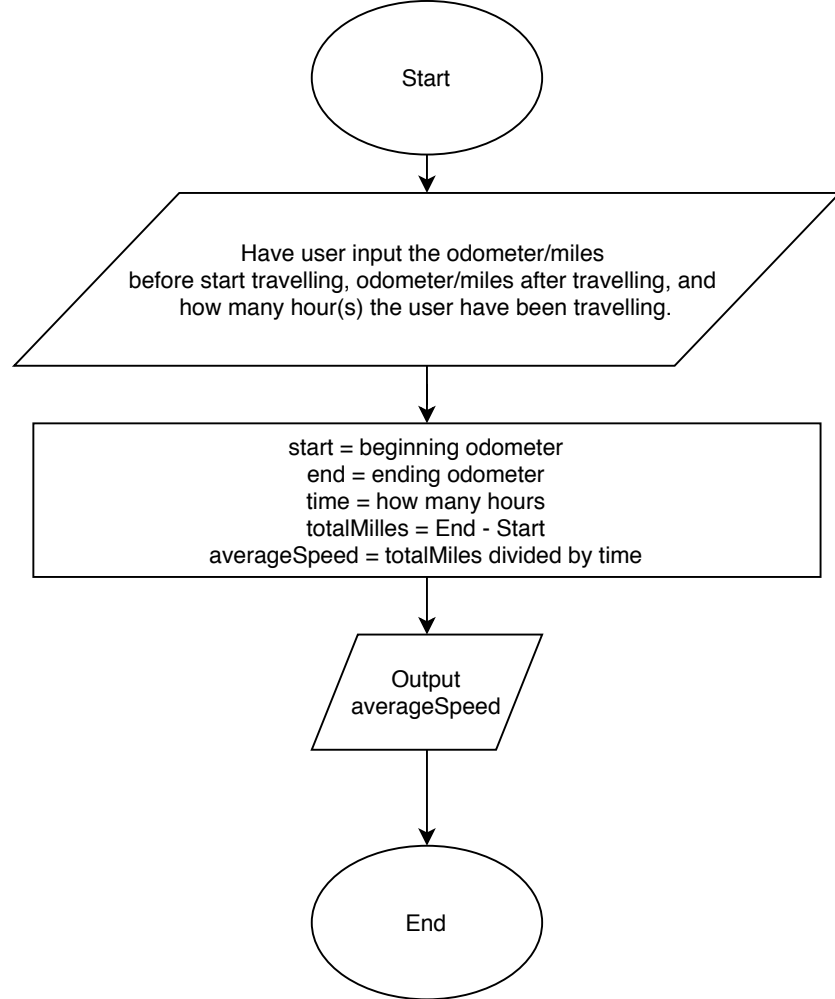 Start
Have user input the odometer/miles
before start travelling, odometer/miles after travelling, and
how many hour(s) the user have been travelling.
start = beginning odometer
end = ending odometer
time = how many hours
totalMilles = End - Start
averageSpeed = totalMiles divided by time
Output
averageSpeed
End